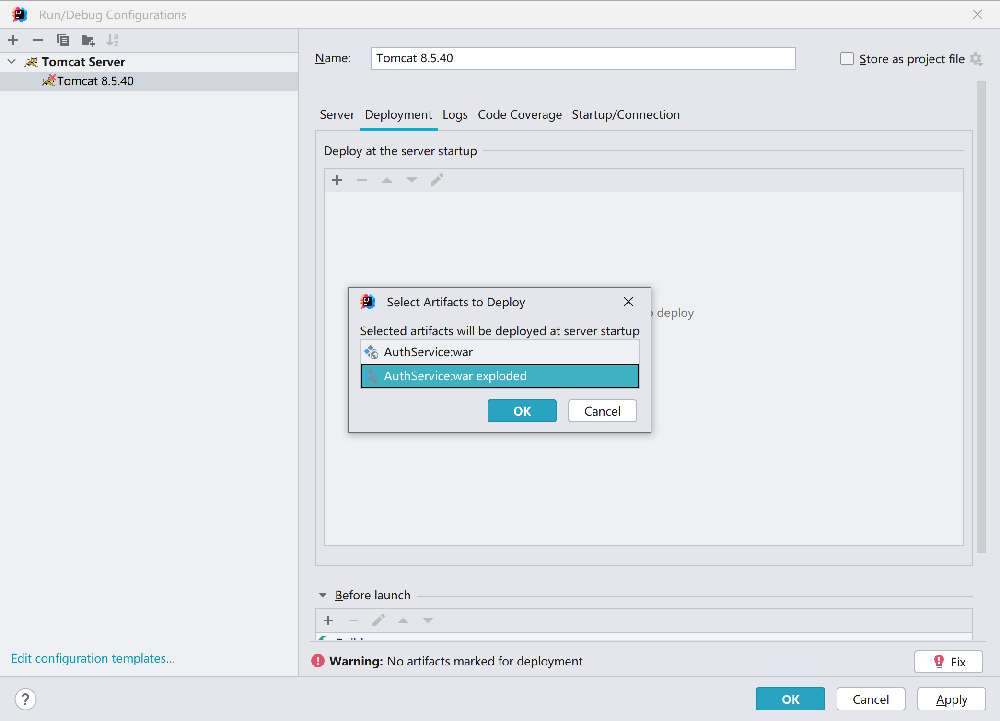 Run/Debug Configurations
Tomcat Server
Tomcat 8.5.40
Name: Tomcat 8.5.40
Store as project file
Server Deployment Logs Code Coverage Startup/Connection
Deploy at the server startup
deploy
Select Artifacts to Deploy
Selected artifacts will be deployed at server startup
AuthService:war
AuthService:war exploded
OK Cancel
Before launch
Edit configuration templates...
Warning: No artifacts marked for deployment
Fix
?
OK Cancel Apply